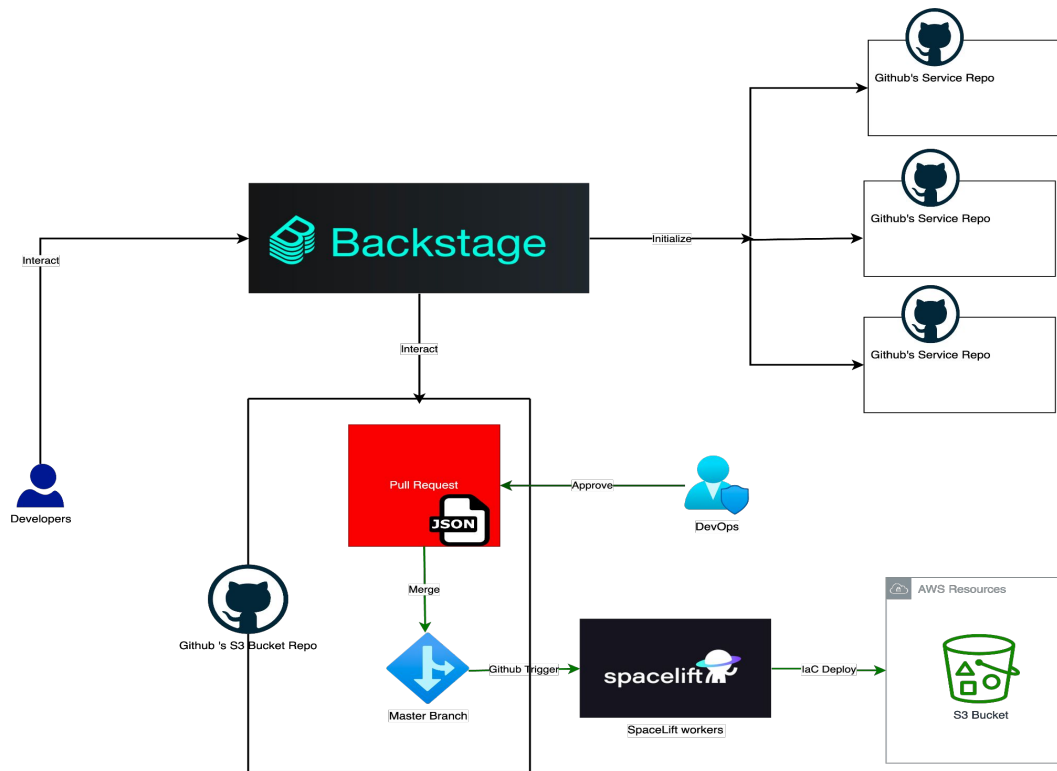 Github's Service Repo
Github's Service Repo
Backstage
Initialize
Interact
Github's Service Repo
Interact
Pull Request
JSON
Approve
Developers
DevOps
Merge
AWS Resources
Github 's S3 Bucket Repo
Github Trigger
spacelift
IaC Deploy
Master Branch
S3 Bucket
SpaceLift workers